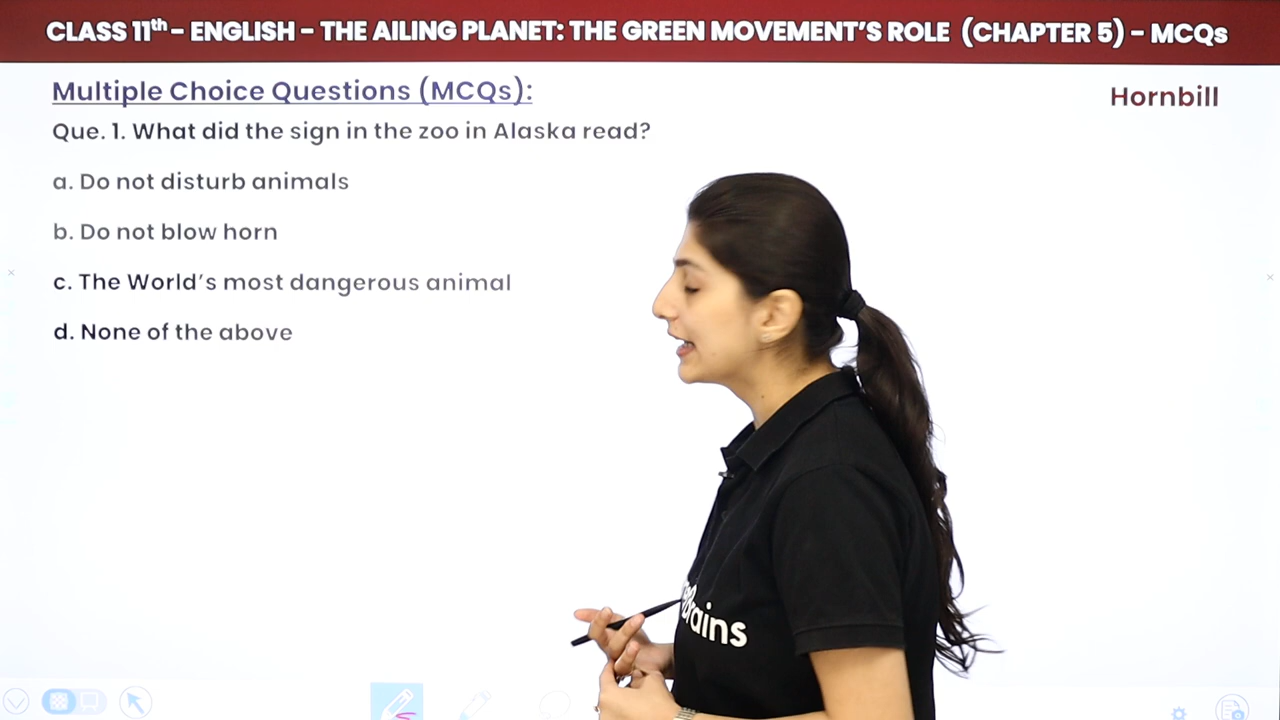 CLASS 11th – ENGLISH – THE AILING PLANET: THE GREEN MOVEMENT’S ROLE (CHAPTER 5) – MCQs
Multiple Choice Questions (MCQs):
Hornbill
Que. 1. What did the sign in the zoo in Alaska read?
a. Do not disturb animals
b. Do not blow horn
c. The World’s most dangerous animal
d. None of the above